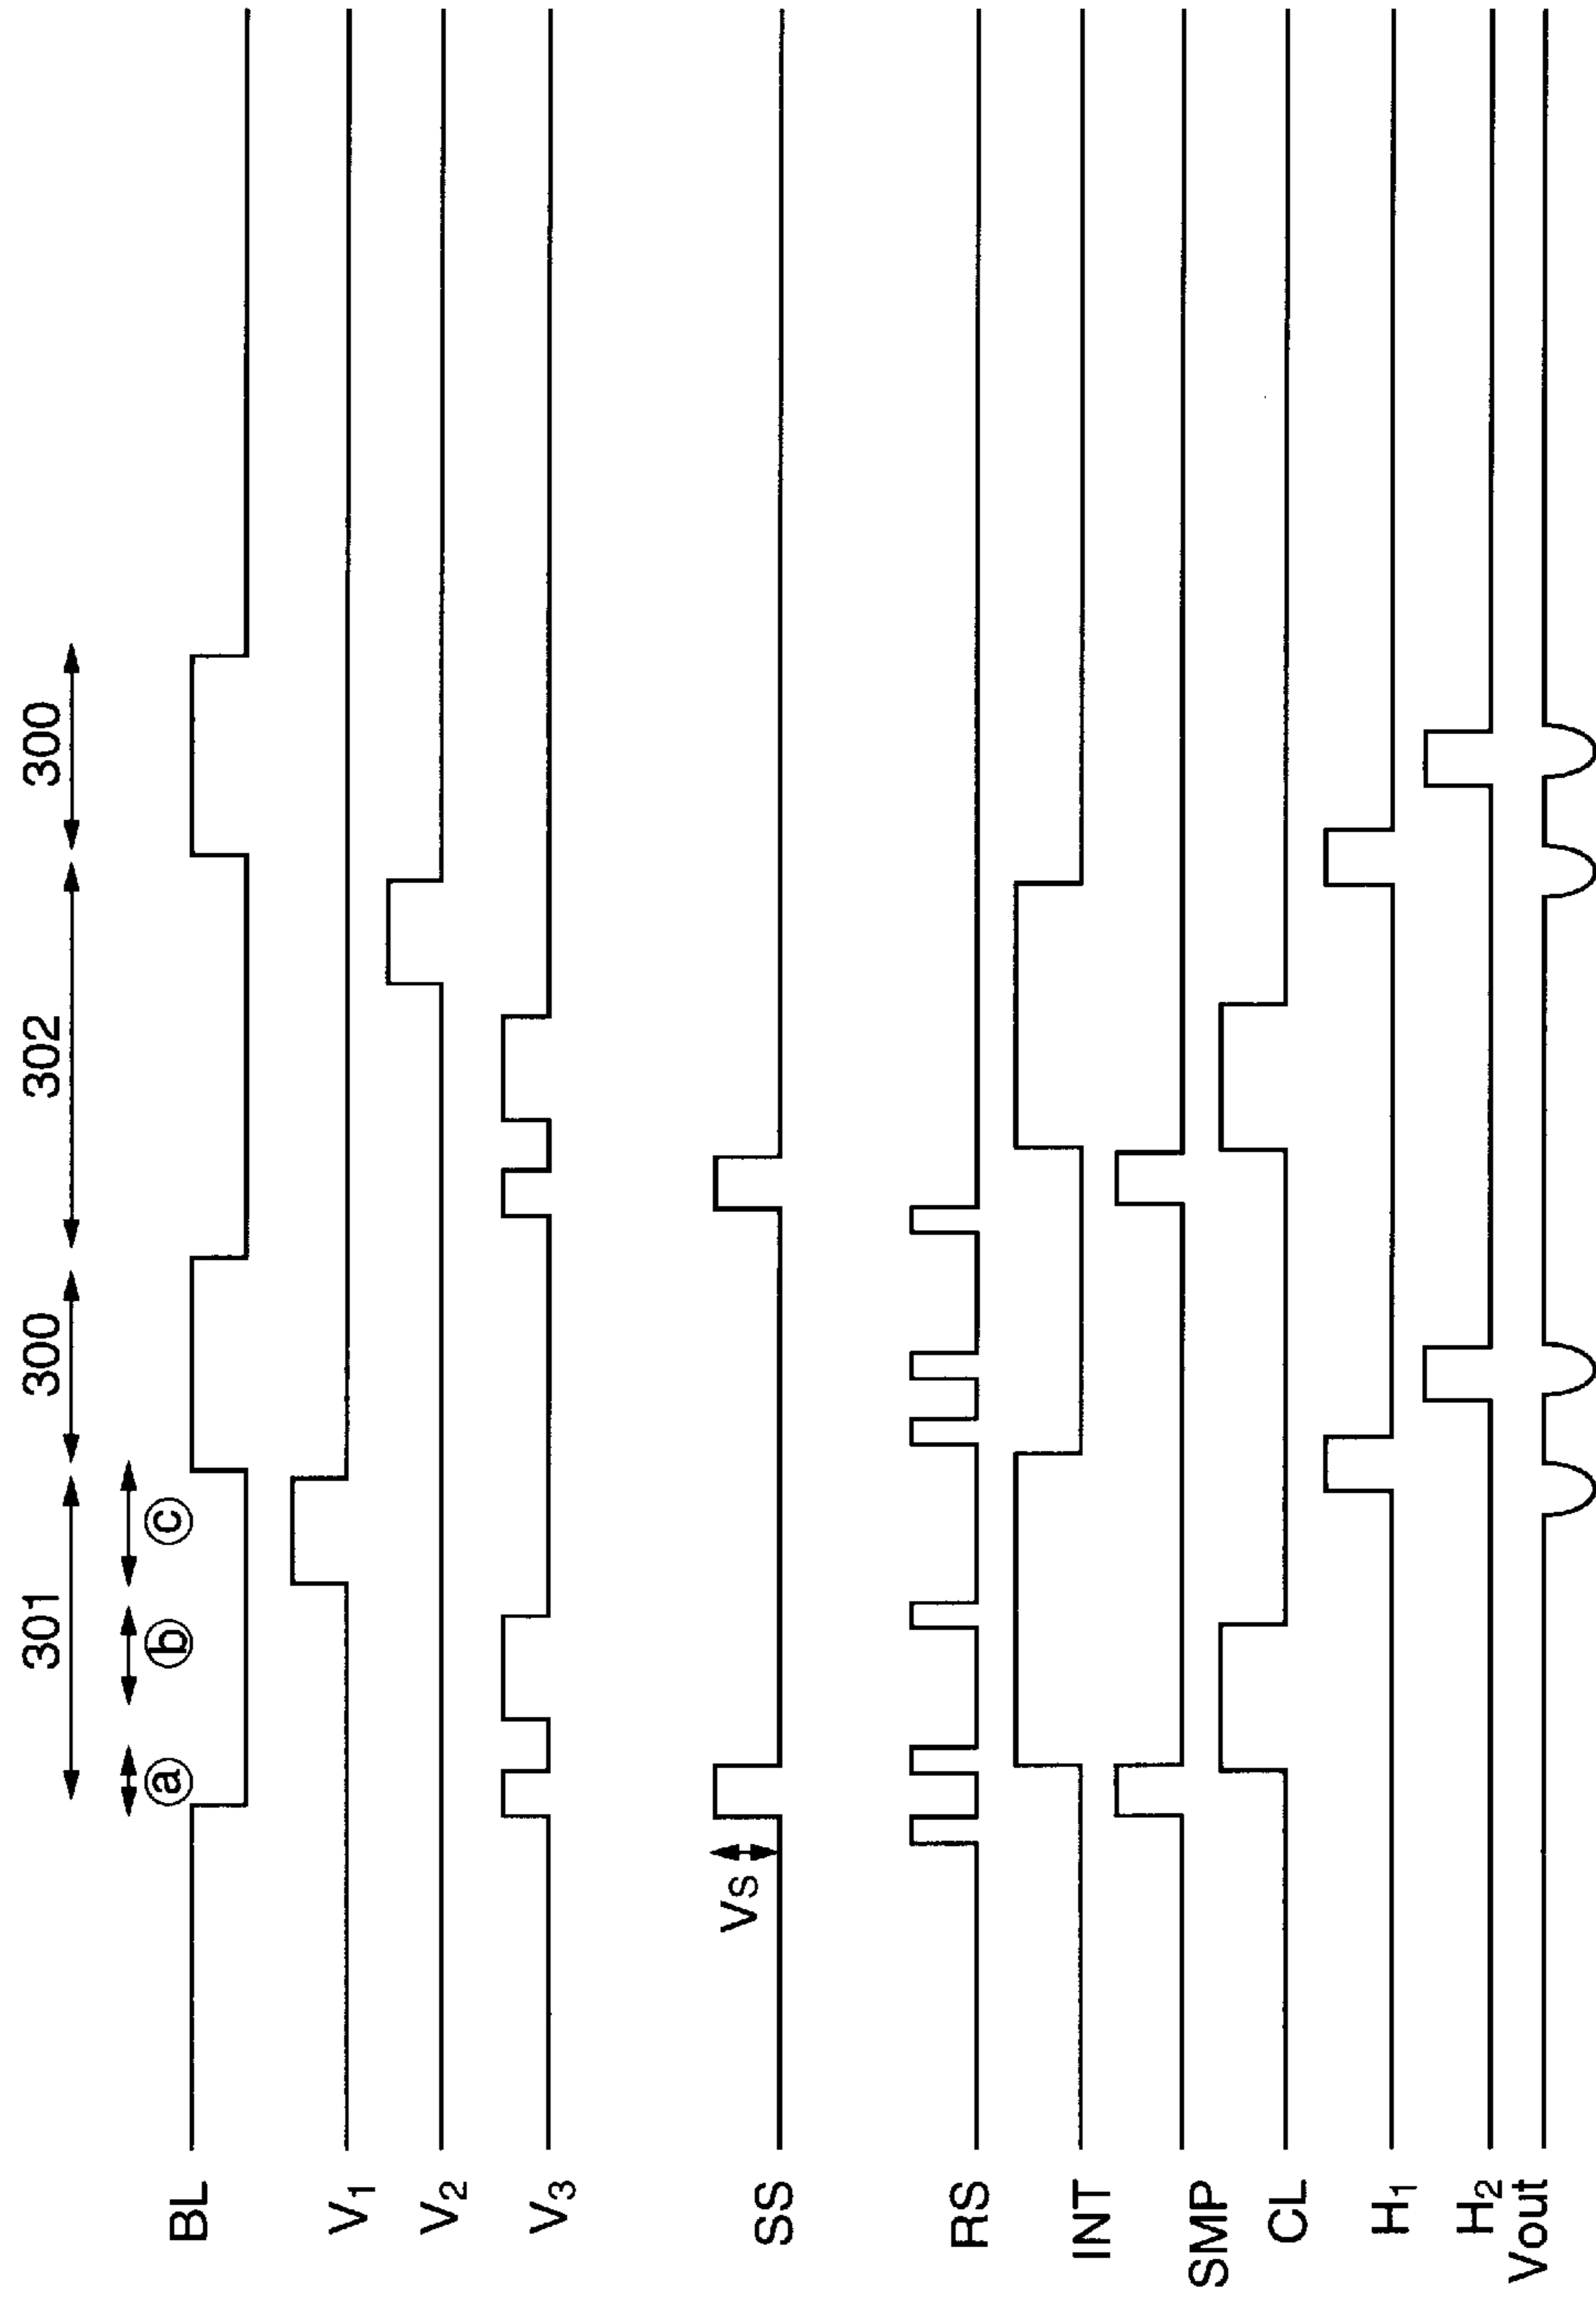 301 300 302 300
ⓐ ⓑ ⓒ
BL
V₁
V₂
V₃
Vs
SS
RS
INT
SMP
CL
H₁
H₂
Vout